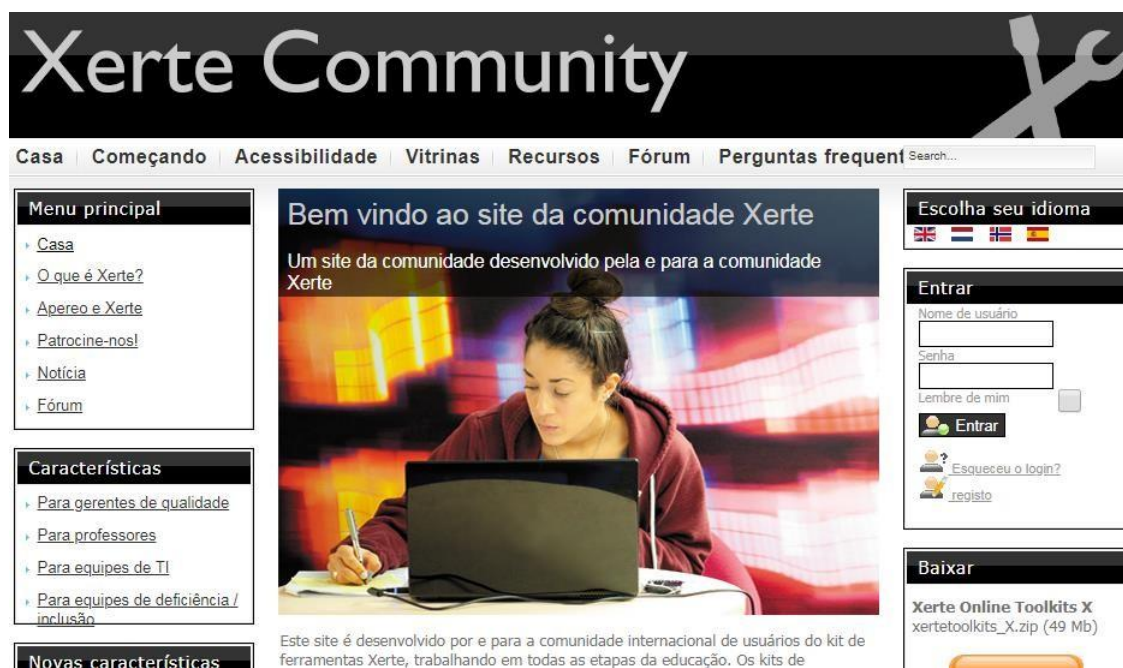 Xerte Community
Casa Começando Acessibilidade Vitrinas Recursos Fórum Perguntas frequent
Search...
Menu principal
Casa
O que é Xerte?
Apereo e Xerte
Patrocine-nos!
Notícia
Fórum
Características
Para gerentes de qualidade
Para professores
Para equipes de TI
Para equipes de deficiência /
inclusão
Novas características
Bem vindo ao site da comunidade Xerte
Um site da comunidade desenvolvido pela e para a comunidade
Xerte
Este site é desenvolvido por e para a comunidade internacional de usuários do kit de
ferramentas Xerte, trabalhando em todas as etapas da educação. Os kits de
Escolha seu idioma
Entrar
Nome de usuário
Senha
Lembre de mim
Entrar
Esqueceu o login?
registo
Baixar
Xerte Online Toolkits X
xertetoolkits_X.zip (49 Mb)